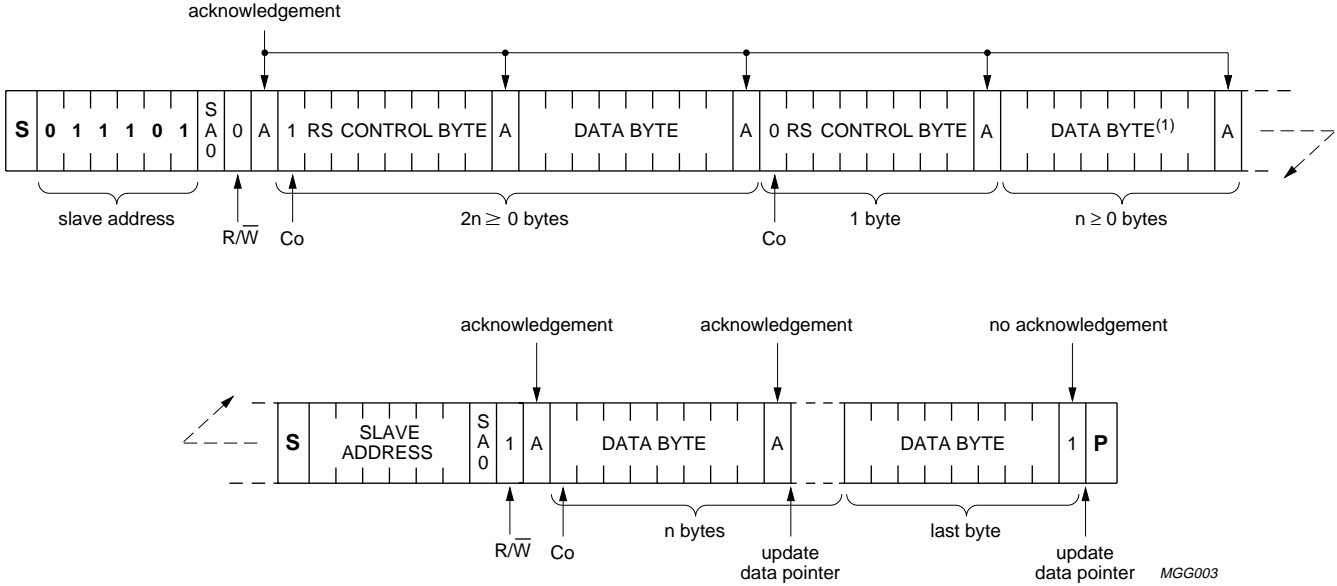 acknowledgement
S 0 1 1 1 0 1 SA0 0 A 1 RS CONTROL BYTE A DATA BYTE A 0 RS CONTROL BYTE A DATA BYTE(1) A
slave address
2n ≥ 0 bytes
1 byte
n ≥ 0 bytes
R/W̅
Co
Co
acknowledgement
acknowledgement
no acknowledgement
S SLAVE ADDRESS SA0 1 A DATA BYTE A DATA BYTE 1 P
n bytes
last byte
R/W̅
Co
update
data pointer
update
data pointer
MGG003